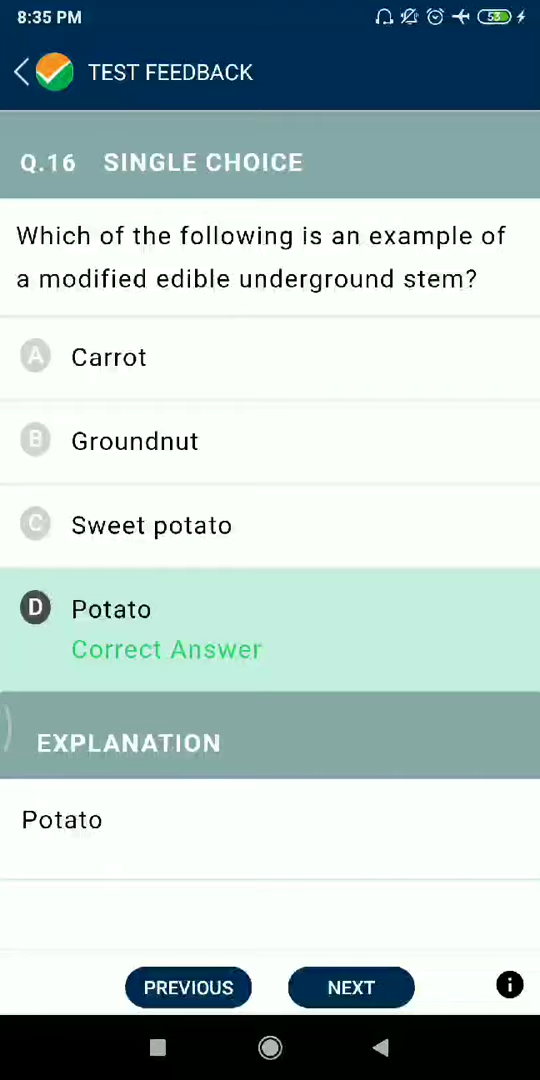 8:35 PM
53
TEST FEEDBACK
Q.16 SINGLE CHOICE
Which of the following is an example of
a modified edible underground stem?
A Carrot
B Groundnut
C Sweet potato
D Potato
Correct Answer
EXPLANATION
Potato
PREVIOUS NEXT